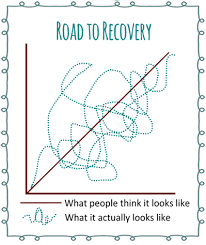 ROAD TO RECOVERY
What people think it looks like
What it actually looks like